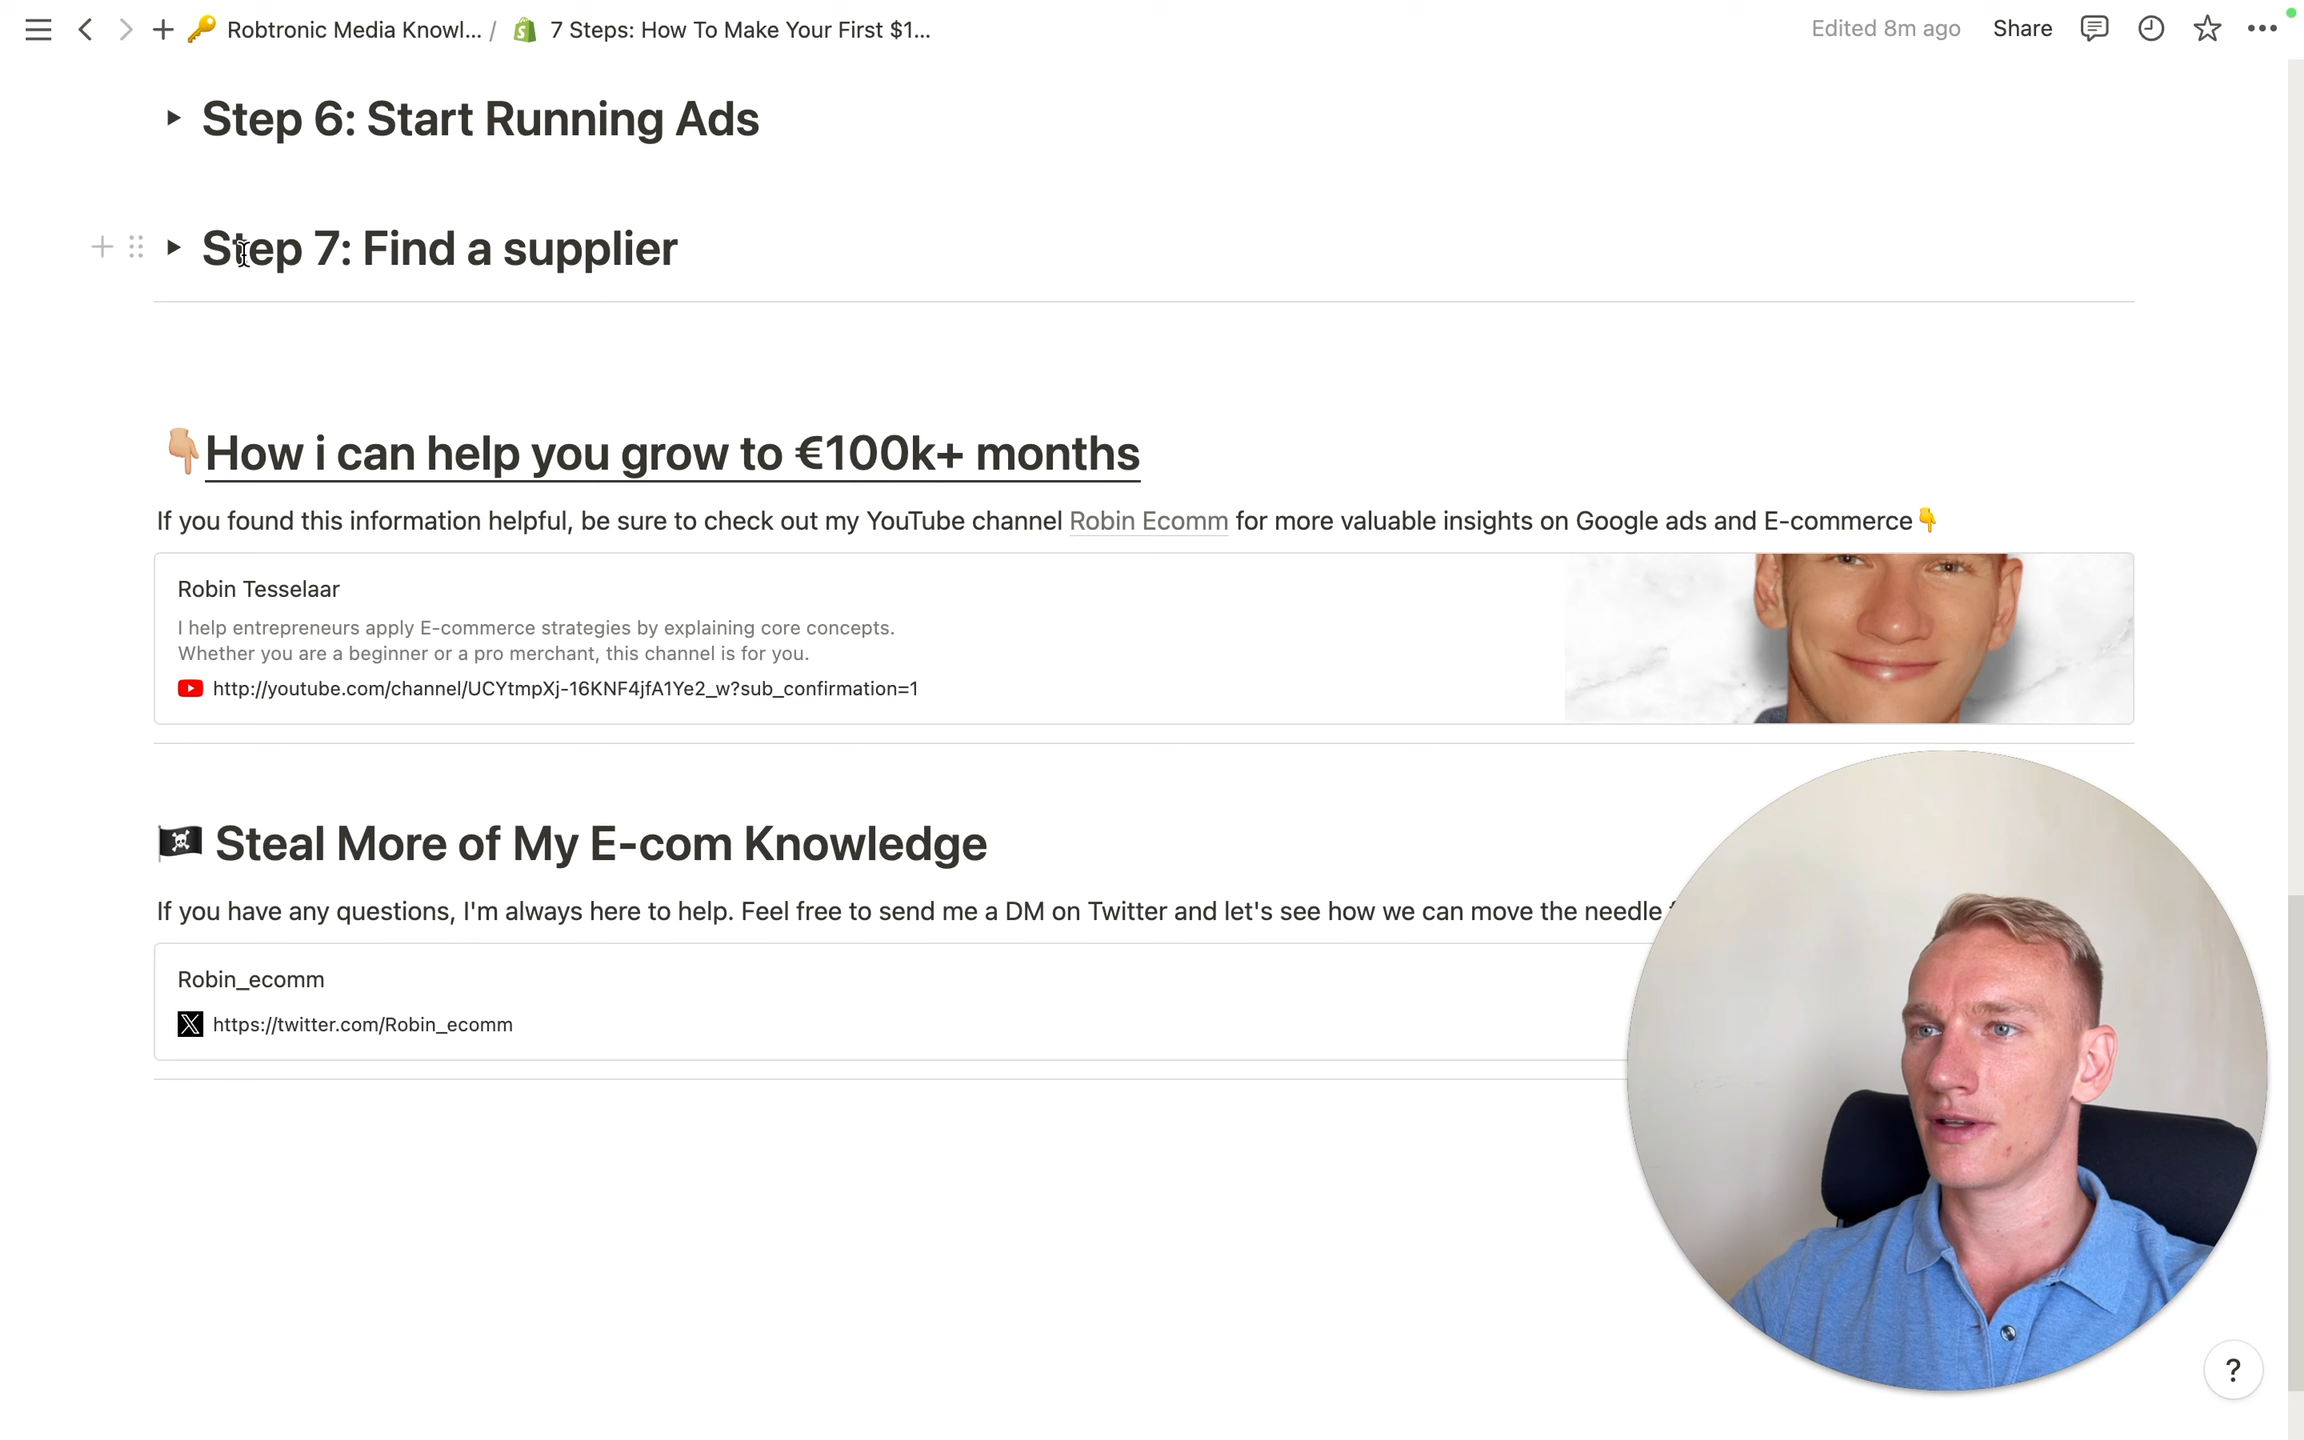 Robtronic Media Knowl... / 7 Steps: How To Make Your First $1...
Edited 8m ago Share
Step 6: Start Running Ads
Step 7: Find a supplier
How i can help you grow to €100k+ months
If you found this information helpful, be sure to check out my YouTube channel Robin Ecomm for more valuable insights on Google ads and E-commerce
Robin Tesselaar
I help entrepreneurs apply E-commerce strategies by explaining core concepts.
Whether you are a beginner or a pro merchant, this channel is for you.
http://youtube.com/channel/UCYtmpXj-16KNF4jfA1Ye2_w?sub_confirmation=1
Steal More of My E-com Knowledge
If you have any questions, I'm always here to help. Feel free to send me a DM on Twitter and let's see how we can move the needle
Robin_ecomm
https://twitter.com/Robin_ecomm
?